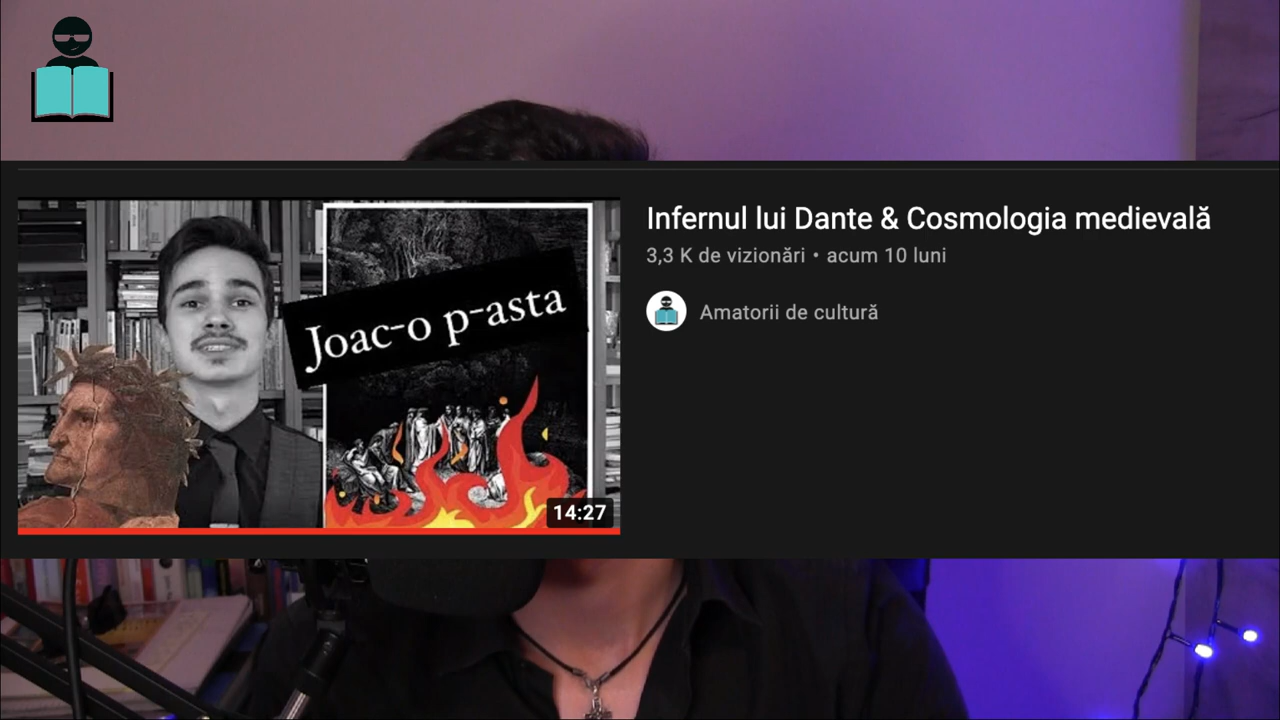 Infernul lui Dante & Cosmologia medievală
3,3 K de vizionări • acum 10 luni
Amatorii de cultură
Joac-o p-asta
14:27